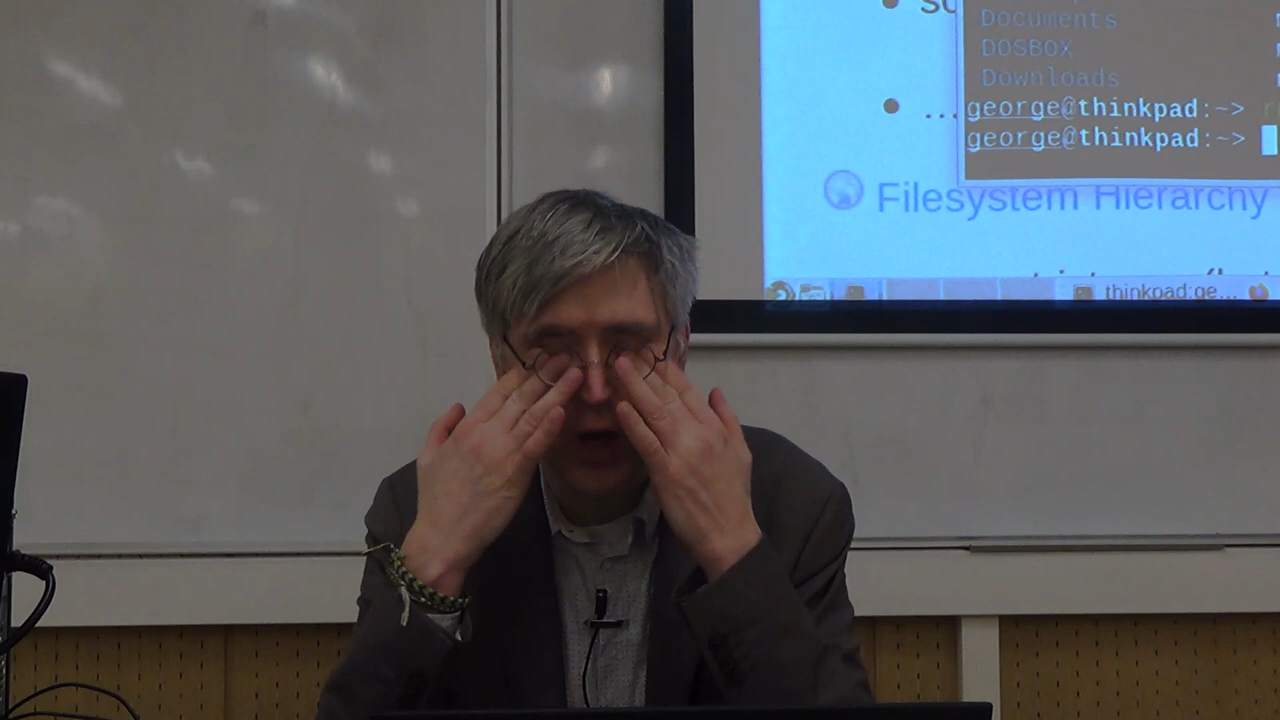 Documents
DOSBOX
Downloads
george@thinkpad:~>
george@thinkpad:~>
...
Filesystem Hierarchy
thinkpad:ge...